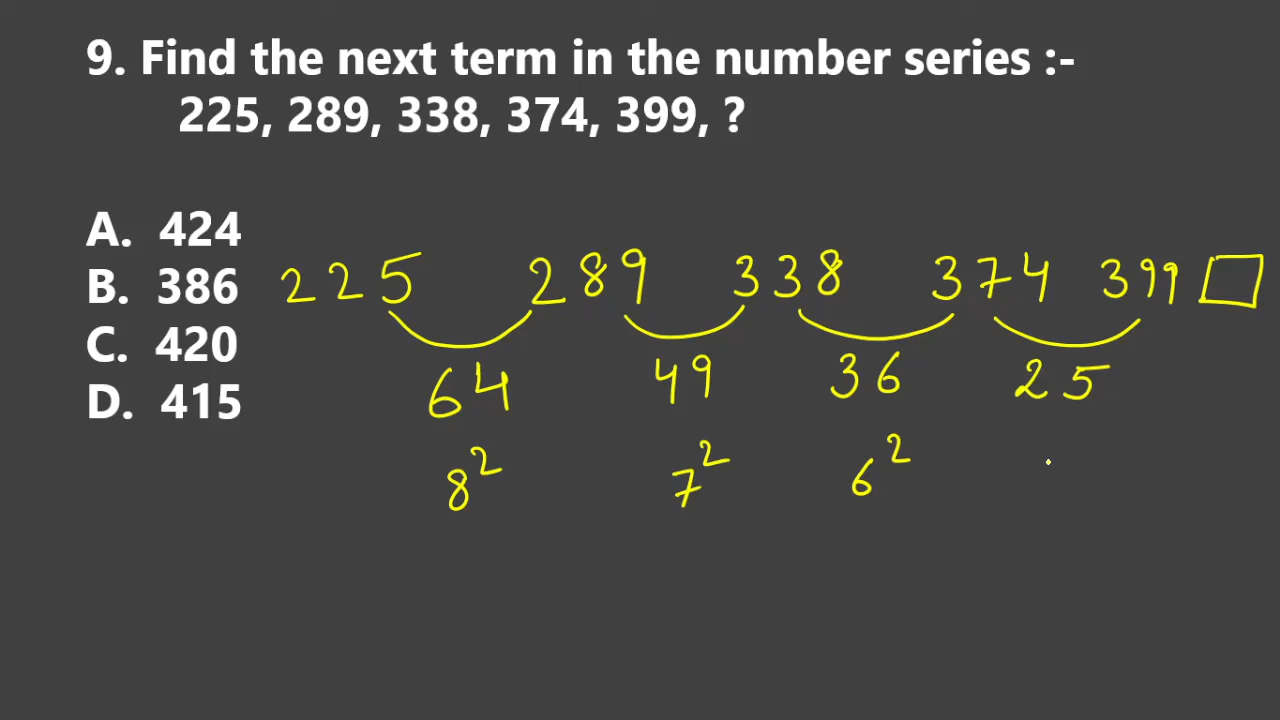 9. Find the next term in the number series :-
225, 289, 338, 374, 399, ?
A. 424
B. 386
C. 420
D. 415
225 289 338 374 399
64 49 36 25
8² 7² 6²